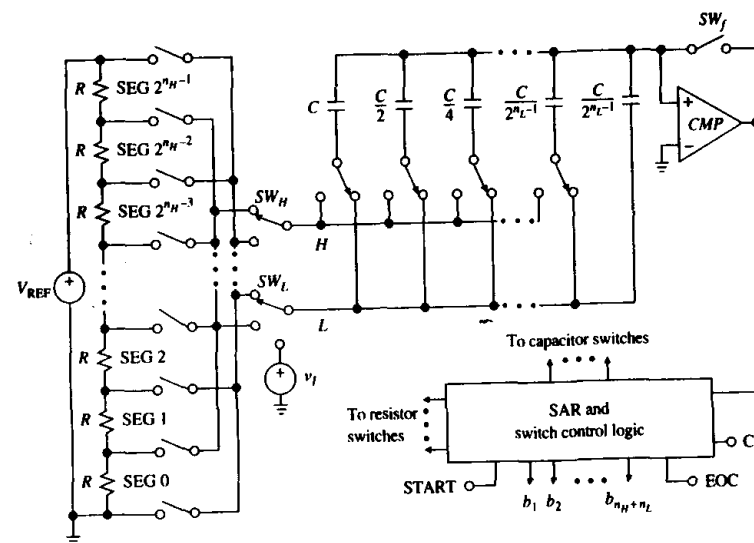 SW_f
R SEG 2^{n_H-1}
R SEG 2^{n_H-2}
R SEG 2^{n_H-3}
C
C/2
C/4
C/2^{n_L-1}
C/2^{n_L-1}
+
CMP
−
SW_H
H
V_REF
+
−
SW_L
L
R SEG 2
R SEG 1
R SEG 0
+
−
v_I
To capacitor switches
To resistor
switches
SAR and
switch control logic
C
START
b_1 b_2 b_{n_H+n_L}
EOC